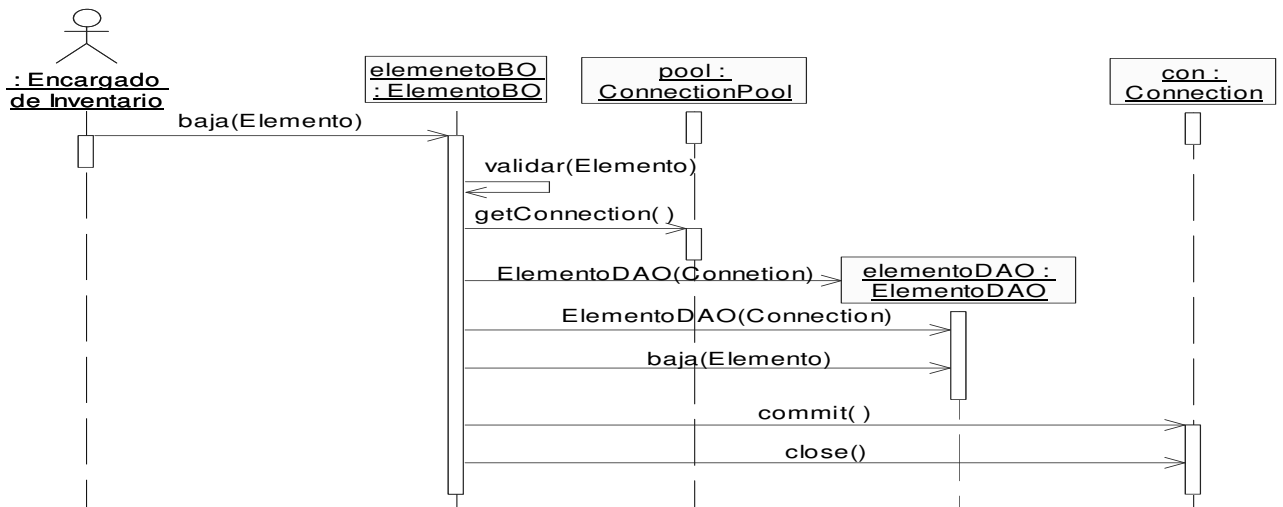 : Encargado
de Inventario
elemenetoBO
: ElementoBO
pool :
ConnectionPool
con :
Connection
baja(Elemento)
validar(Elemento)
getConnection( )
ElementoDAO(Connetion)
elementoDAO :
ElementoDAO
ElementoDAO(Connection)
baja(Elemento)
commit( )
close()